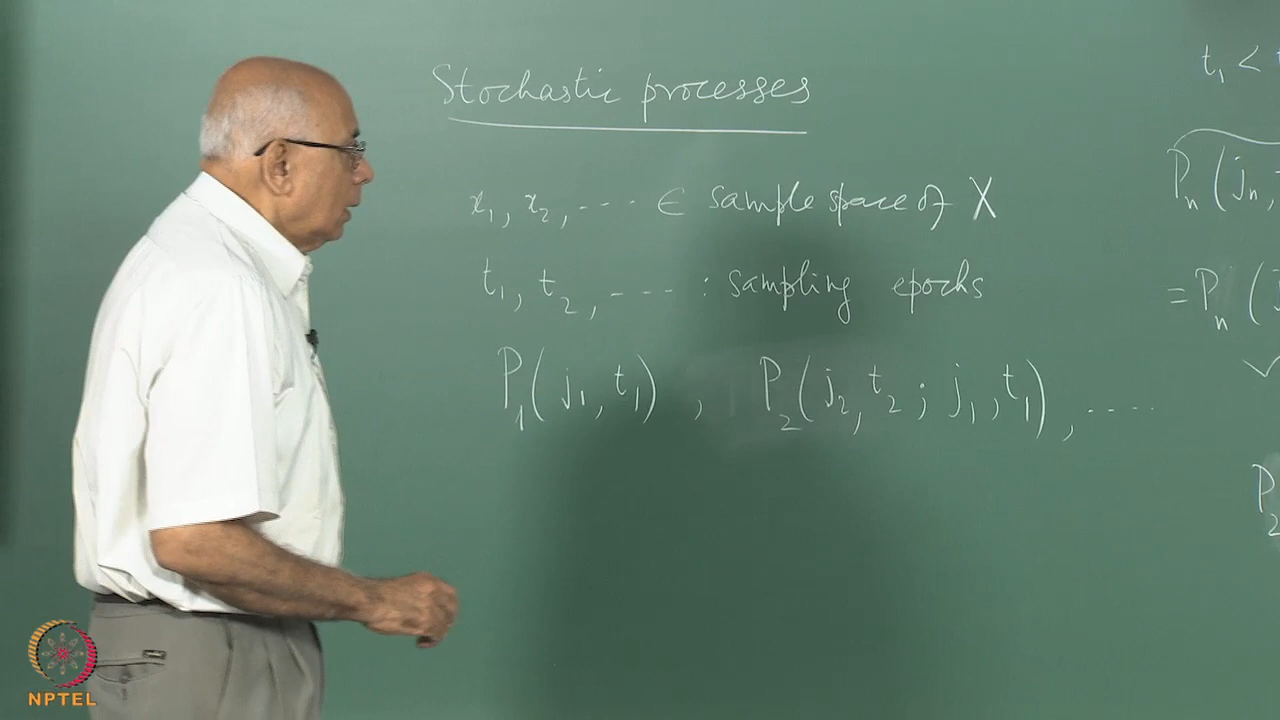 Stochastic processes
x₁, x₂, ---- ∈ sample space of X
t₁, t₂, ---- : sampling epochs
P₁(j₁, t₁), P₂(j₂, t₂; j₁, t₁), ----
t₁ <
Pₙ(jₙ,
= Pₙ(
P₂
NPTEL